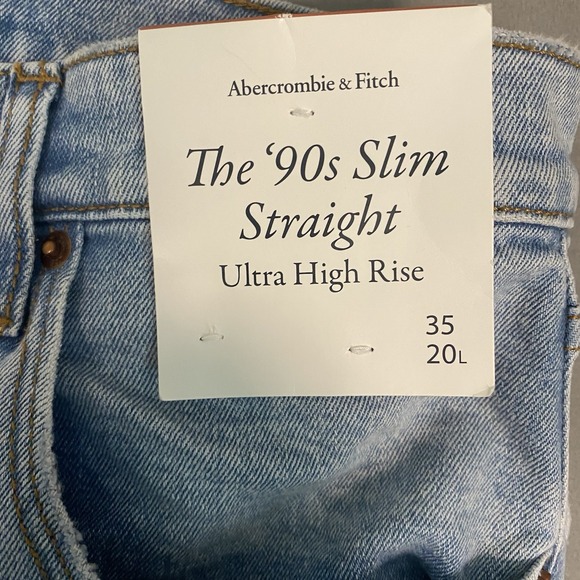 Abercrombie & Fitch
The ‘90s Slim
Straight
Ultra High Rise
35
20L